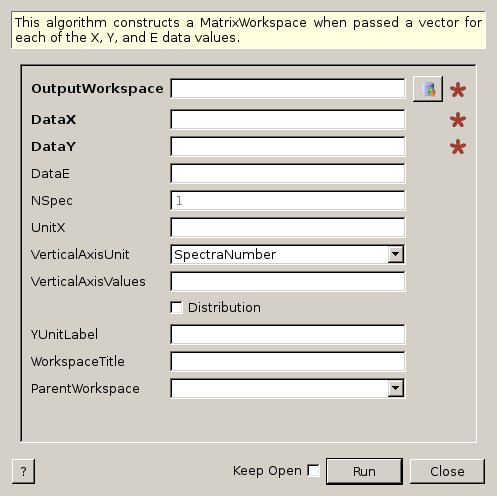 This algorithm constructs a MatrixWorkspace when passed a vector for
each of the X, Y, and E data values.
OutputWorkspace
DataX
DataY
DataE
NSpec 1
UnitX
VerticalAxisUnit SpectraNumber
VerticalAxisValues
Distribution
YUnitLabel
WorkspaceTitle
ParentWorkspace
? Keep Open Run Close